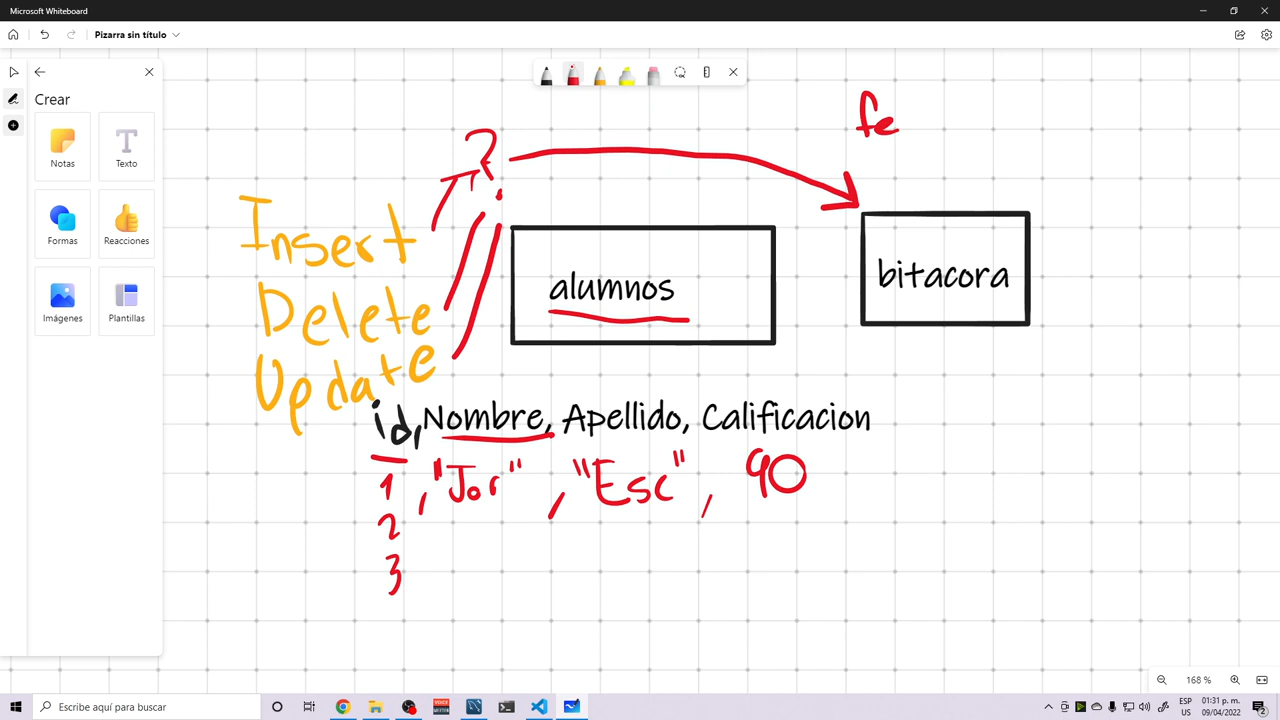 Microsoft Whiteboard
Pizarra sin título
Crear
Notas
Texto
Formas
Reacciones
Imágenes
Plantillas
fe
?
Insert
Delete
Update
alumnos
bitacora
id, Nombre, Apellido, Calificacion
1, "Jor", "Esc", 90
2
3
168 %
Escribe aquí para buscar
ESP
US
01:31 p. m.
09/04/2022
2